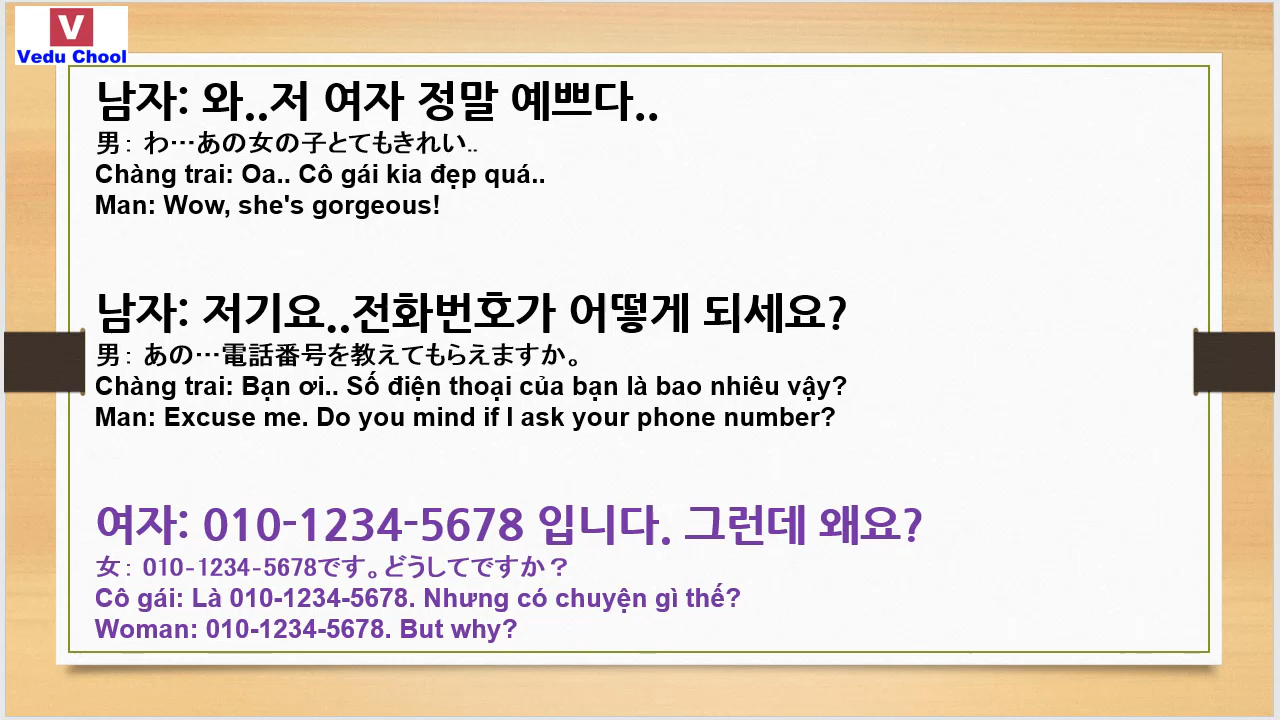 V
Vedu Chool
남자: 와..저 여자 정말 예쁘다..
男： わ…あの女の子とてもきれい..
Chàng trai: Oa.. Cô gái kia đẹp quá..
Man: Wow, she's gorgeous!
남자: 저기요..전화번호가 어떻게 되세요?
男： あの…電話番号を教えてもらえますか。
Chàng trai: Bạn ơi.. Số điện thoại của bạn là bao nhiêu vậy?
Man: Excuse me. Do you mind if I ask your phone number?
여자: 010-1234-5678 입니다. 그런데 왜요?
女： 010-1234-5678です。どうしてですか？
Cô gái: Là 010-1234-5678. Nhưng có chuyện gì thế?
Woman: 010-1234-5678. But why?